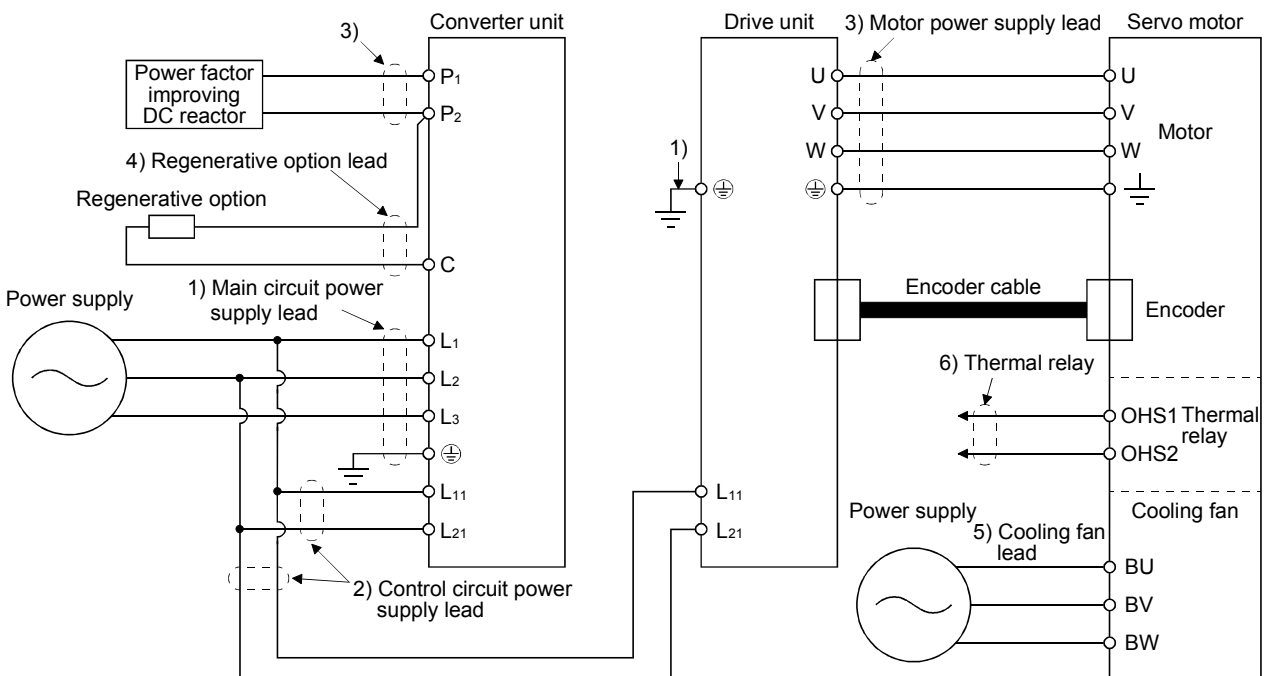 Converter unit
Drive unit
3) Motor power supply lead
Servo motor
3)
Power factor
improving
DC reactor
P1
P2
4) Regenerative option lead
Regenerative option
C
1) Main circuit power
supply lead
Power supply
L1
L2
L3
L11
L21
2) Control circuit power
supply lead
1)
U
V
W
L11
L21
U
V
W
Motor
Encoder cable
Encoder
6) Thermal relay
OHS1 Thermal
relay
OHS2
Power supply
5) Cooling fan
lead
Cooling fan
BU
BV
BW